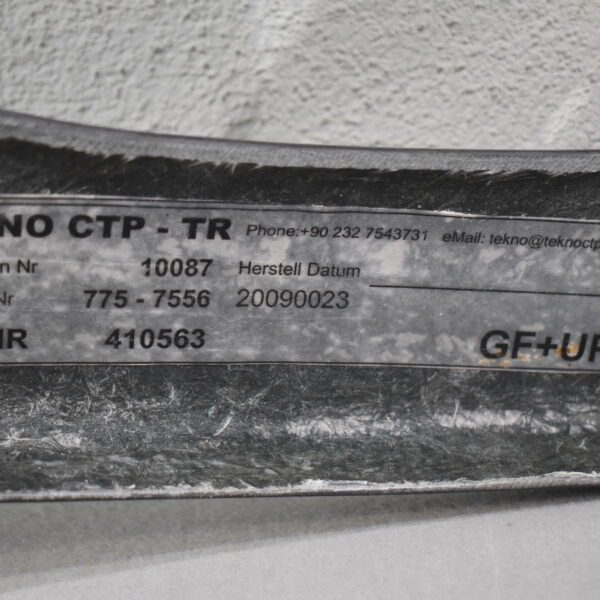 NO CTP - TR Phone:+90 232 7543731 eMail: tekno@teknoctp
n Nr 10087 Herstell Datum
Nr 775 - 7556 20090023
NR 410563 GF+UP